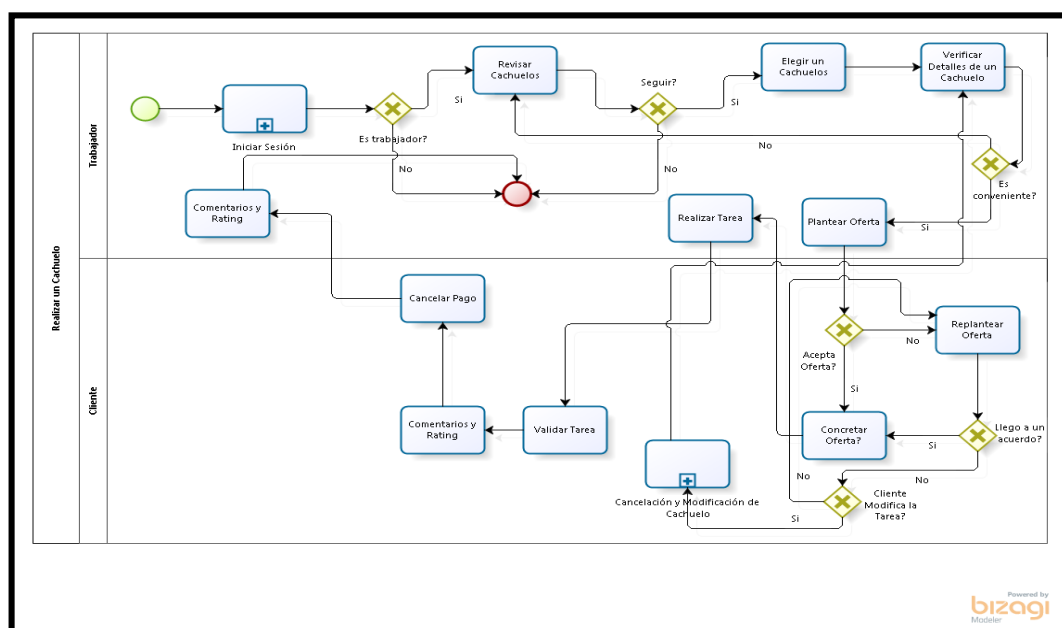 Realizar un Cachuelo
Trabajador
Iniciar Sesión
Es trabajador?
Si
No
Revisar
Cachuelos
Seguir?
Si
No
Elegir un
Cachuelos
Verificar
Detalles de un
Cachuelo
Es
conveniente?
No
Si
Comentarios y
Rating
Realizar Tarea
Plantear Oferta
Cliente
Cancelar Pago
Acepta
Oferta?
No
Si
Replantear
Oferta
Comentarios y
Rating
Validar Tarea
Concretar
Oferta?
Llego a un
acuerdo?
Si
No
Cancelación y Modificación de
Cachuelo
No
Cliente
Modifica la
Tarea?
Si
Powered by
bizagi
Modeler